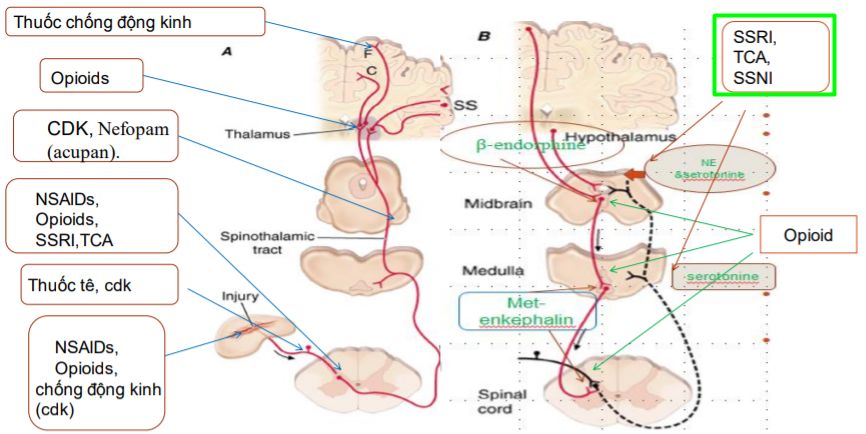 Thuốc chống động kinh
Opioids
CDK, Nefopam
(acupan).
NSAIDs,
Opioids,
SSRI,TCA
Thuốc tê, cdk
NSAIDs,
Opioids,
chống động kinh
(cdk)
A
F
C
SS
Thalamus
Spinothalamic
tract
Injury
B
Hypothalamus
β-endorphine
Midbrain
Medulla
Met-
enkephalin
Spinal
cord
SSRI,
TCA,
SSNI
NE
&serotonine
Opioid
serotonine